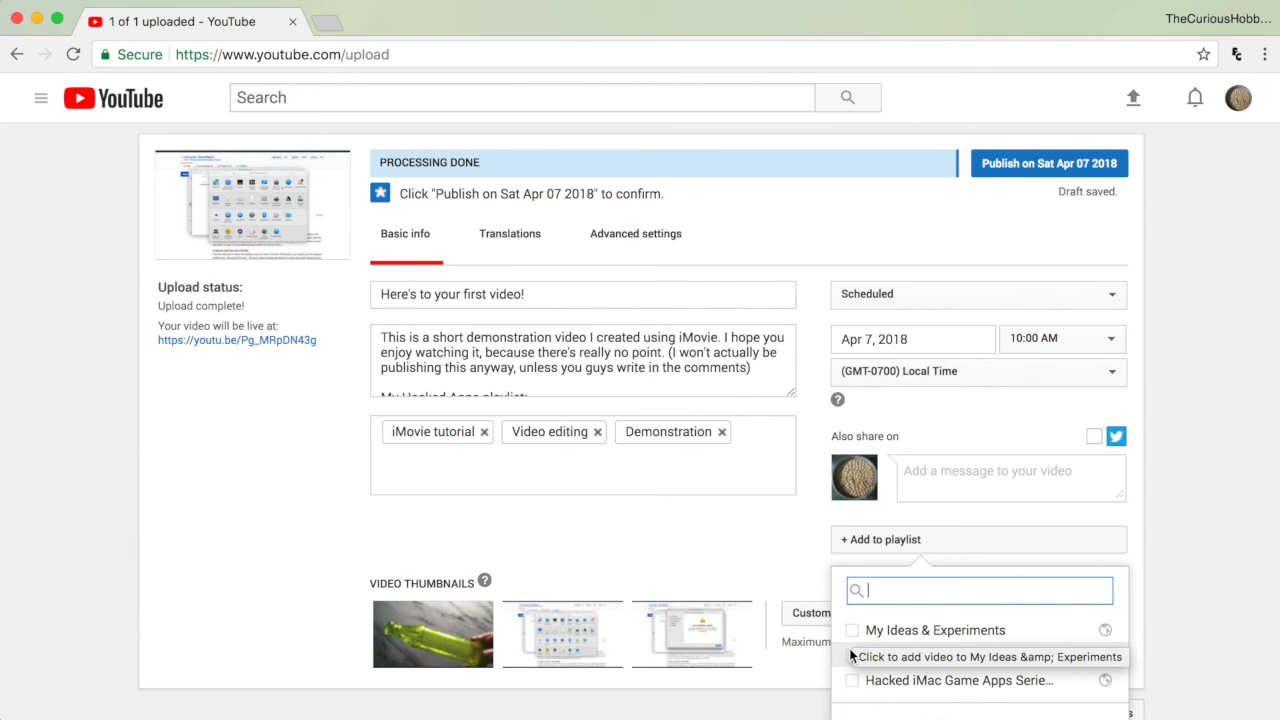 1 of 1 uploaded - YouTube
TheCuriousHobb...
Secure
https://www.youtube.com/upload
YouTube
Search
PROCESSING DONE
Publish on Sat Apr 07 2018
Click "Publish on Sat Apr 07 2018" to confirm.
Draft saved.
Basic info
Translations
Advanced settings
Upload status:
Upload complete!
Your video will be live at:
https://youtu.be/Pg_MRpDN43g
Here's to your first video!
This is a short demonstration video I created using iMovie. I hope you
enjoy watching it, because there's really no point. (I won't actually be
publishing this anyway, unless you guys write in the comments)
My Hacked Apps playlist:
iMovie tutorial
Video editing
Demonstration
Scheduled
Apr 7, 2018
10:00 AM
(GMT-0700) Local Time
Also share on
Add a message to your video
+ Add to playlist
VIDEO THUMBNAILS
Custom
Maximum
My Ideas & Experiments
Click to add video to My Ideas &amp; Experiments
Hacked iMac Game Apps Serie...